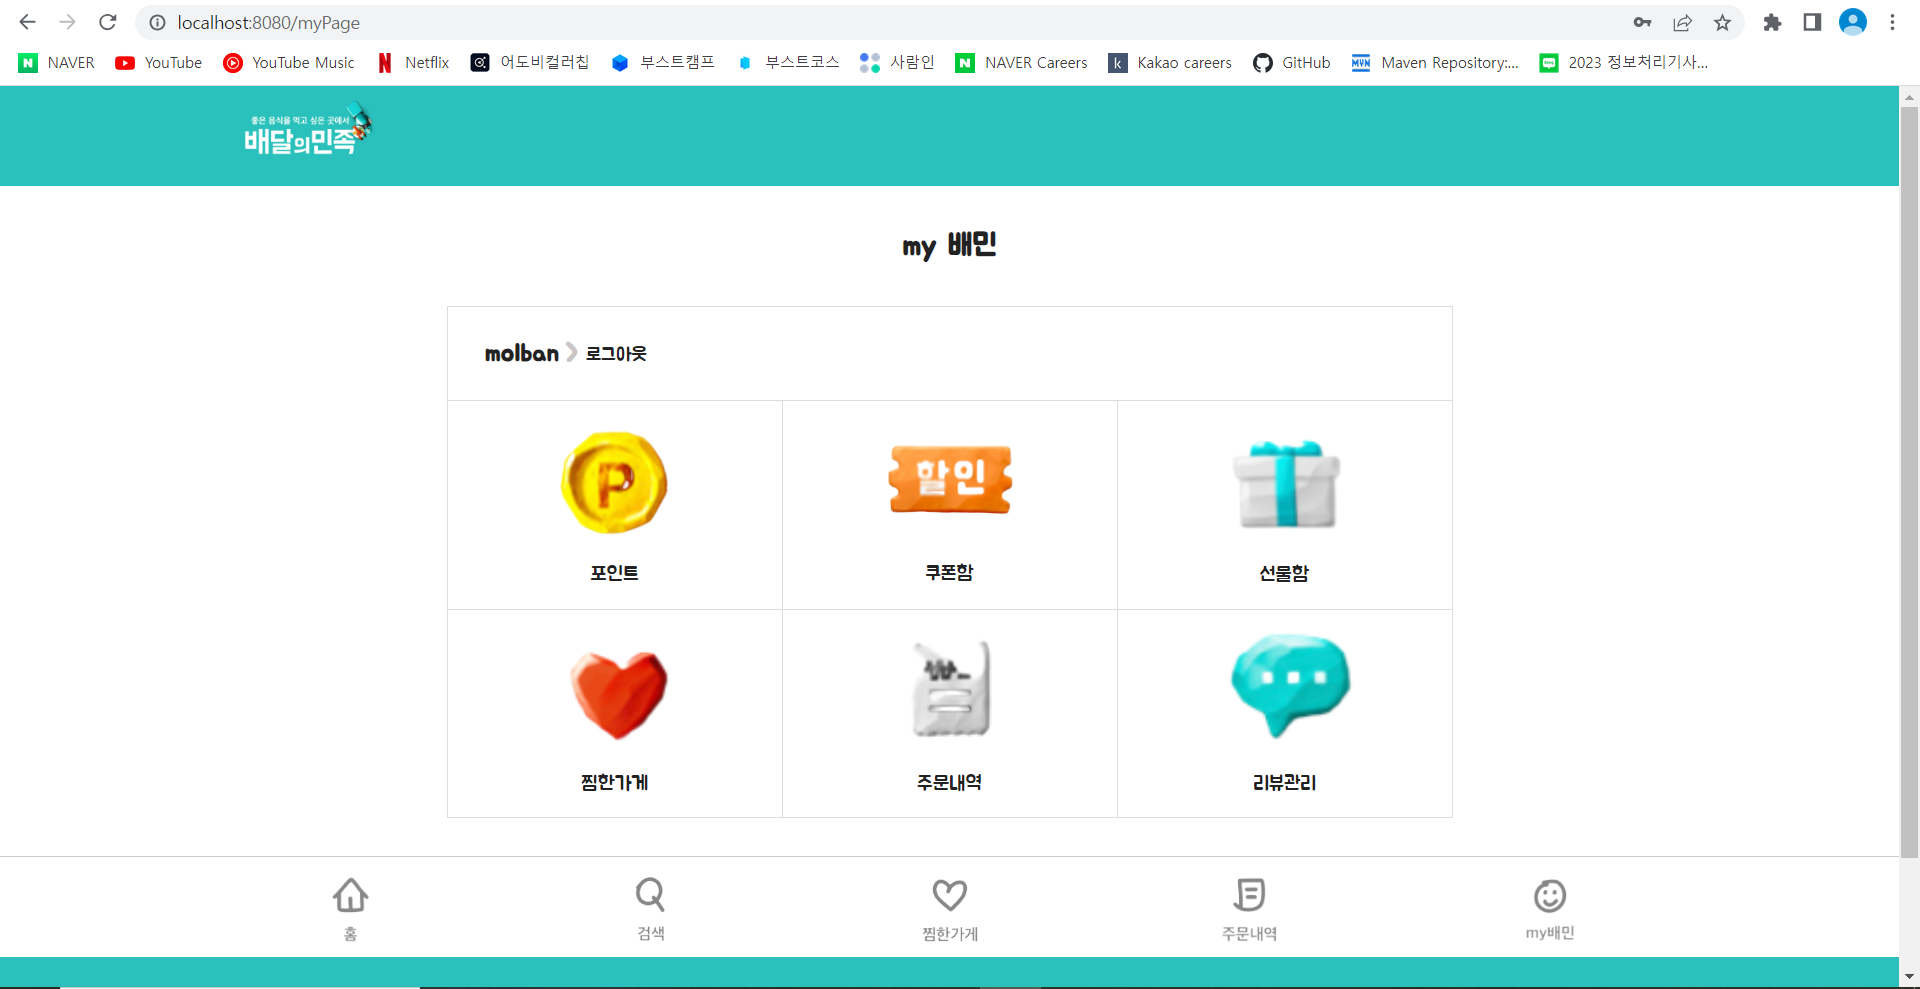 localhost:8080/myPage
NAVER YouTube YouTube Music Netflix 어도비컬러칩 부스트캠프 부스트코스 사람인 NAVER Careers Kakao careers GitHub Maven Repository:... 2023 정보처리기사...
좋은 음식을 먹고 싶은 곳에서
배달의민족
my 배민
molban 로그아웃
P 할인
포인트 쿠폰함 선물함
찜한가게 주문내역 리뷰관리
홈 검색 찜한가게 주문내역 my배민